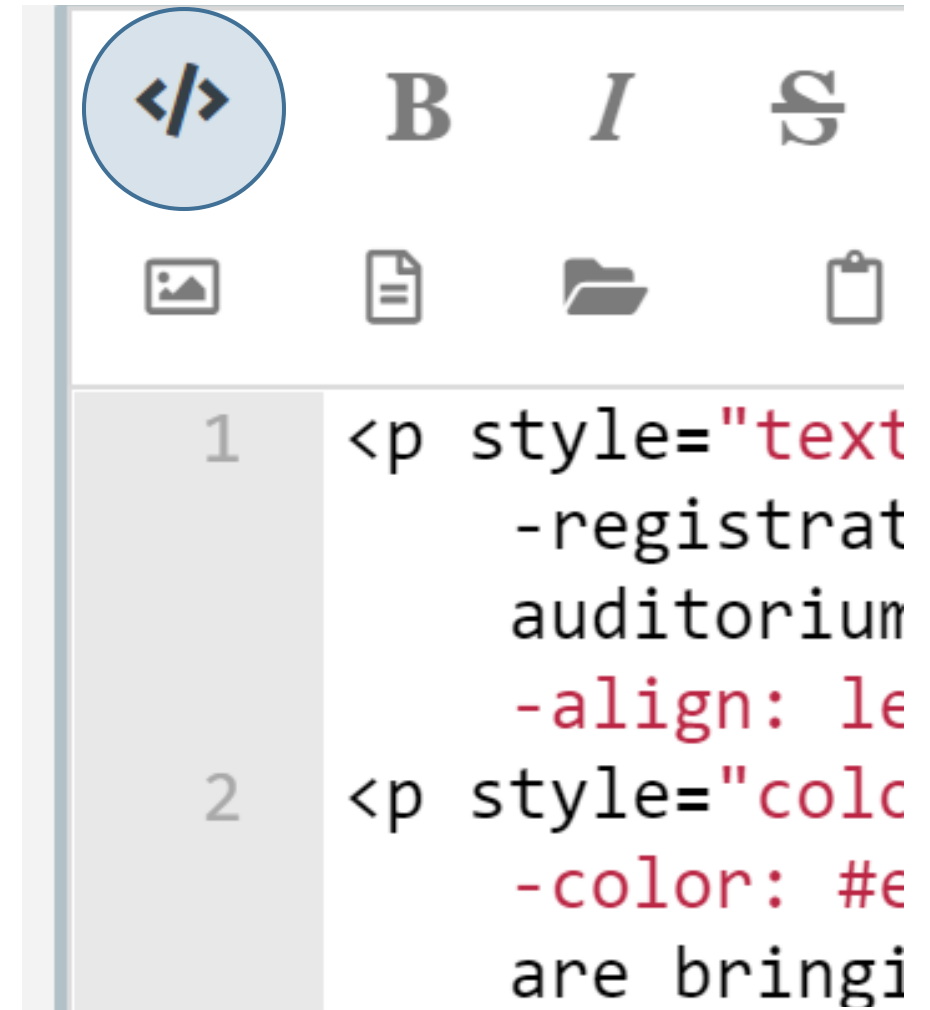 </> B I S
1 <p style="text
-registrat
auditorium
-align: le
2 <p style="colo
-color: #e
are bringi